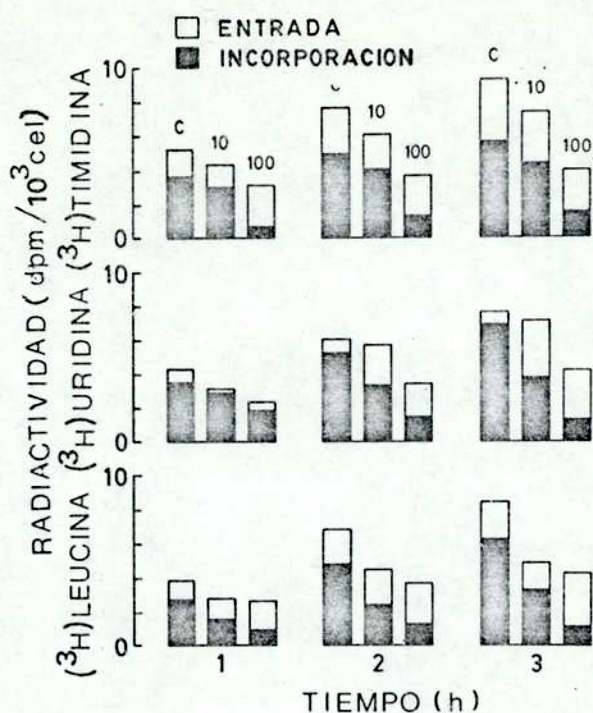 ENTRADA
INCORPORACION
RADIACTIVIDAD (dpm/10³cel)
(³H)TIMIDINA
10
0
C
10
100
C
10
100
C
10
100
(³H)URIDINA
10
0
(³H)LEUCINA
10
0
1
2
3
TIEMPO (h)